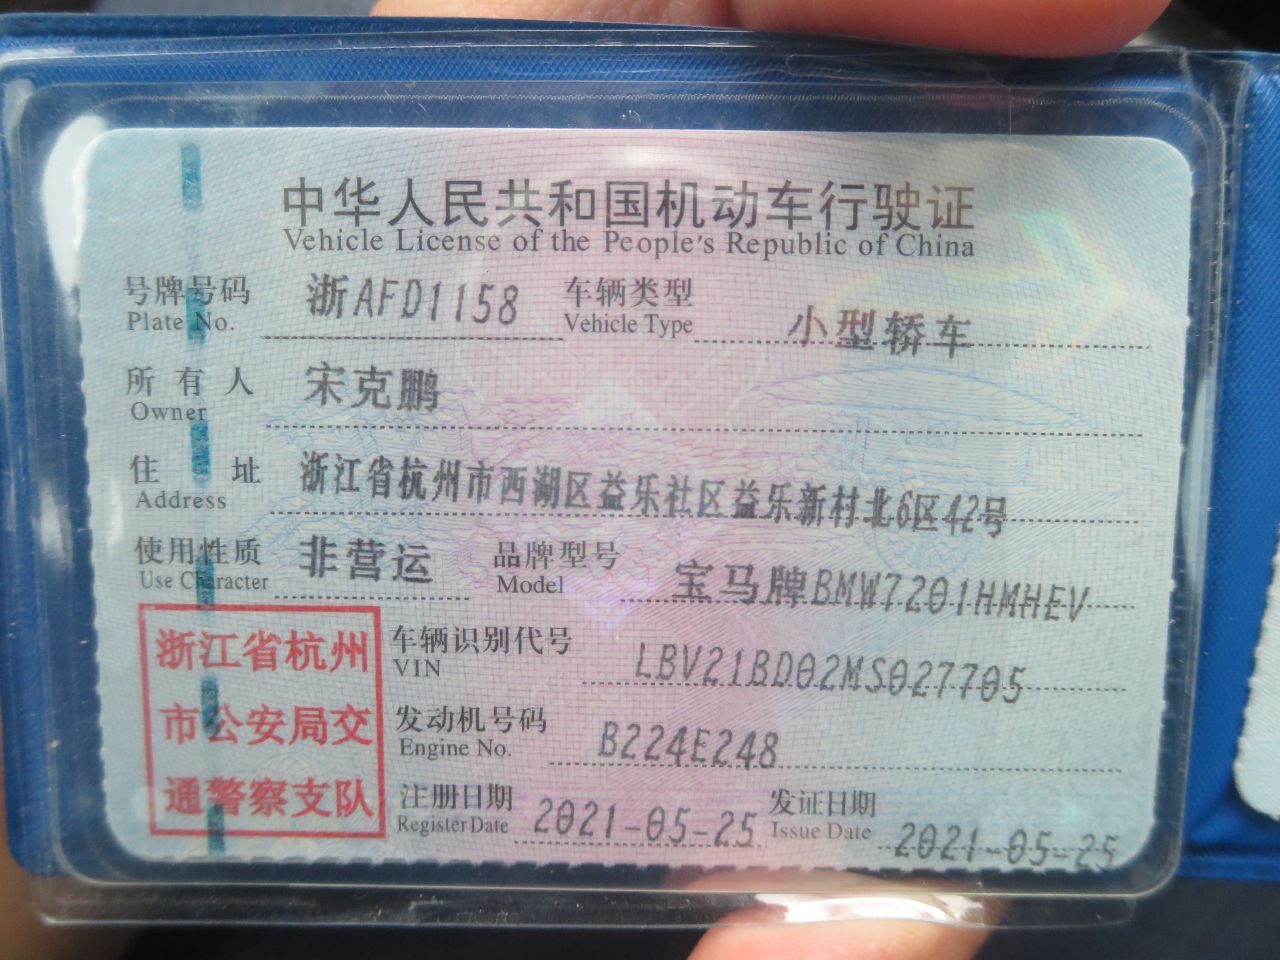 中华人民共和国机动车行驶证
Vehicle License of the People's Republic of China
号牌号码 浙AFD1158 车辆类型 小型轿车
Plate No. Vehicle Type
所有人 宋克鹏
Owner
住址 浙江省杭州市西湖区益乐社区益乐新村北6区42号
Address
使用性质 非营运 品牌型号 宝马牌BMW7201HMHEV
Use Character Model
浙江省杭州
市公安局交
通警察支队
车辆识别代号 LBV21BD02MS027705
VIN
发动机号码 B224E248
Engine No.
注册日期 2021-05-25 发证日期 2021-05-25
Register Date Issue Date